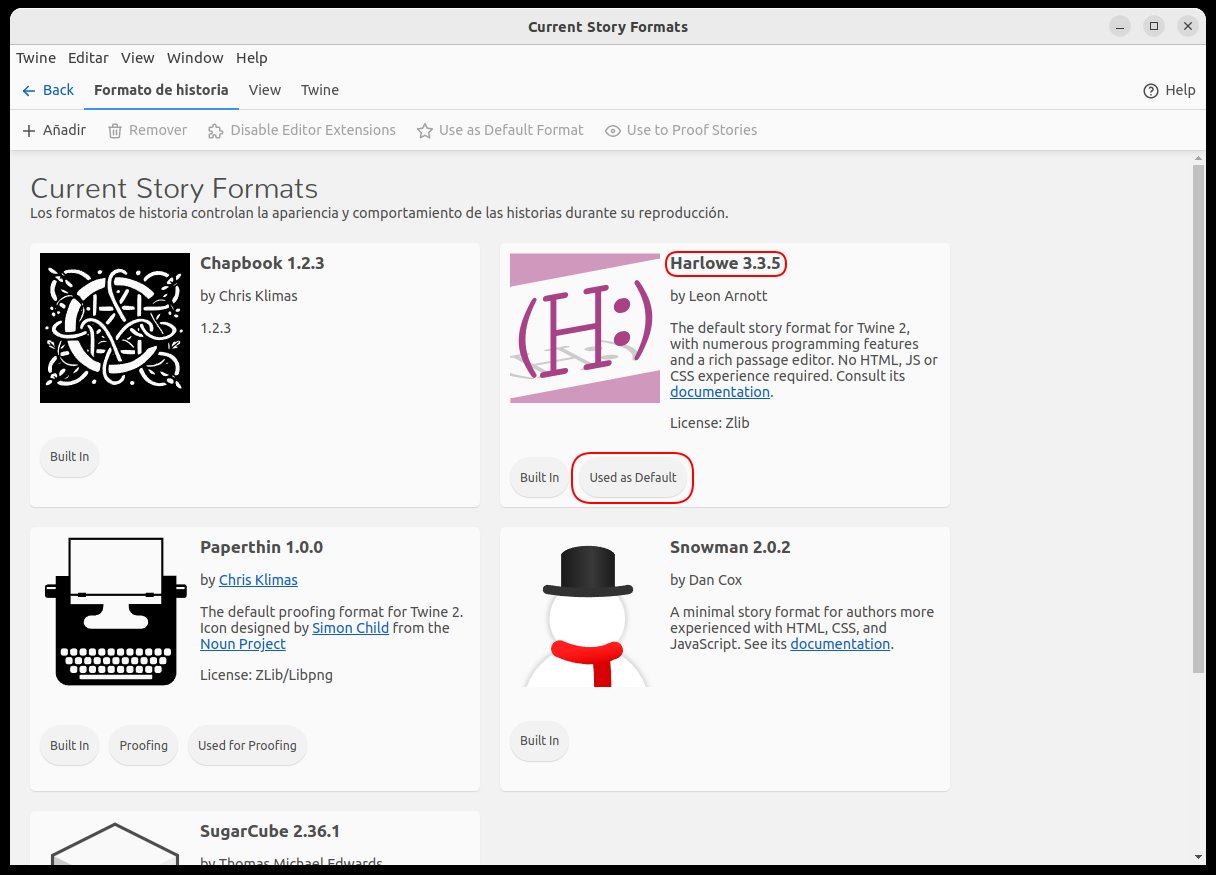 Current Story Formats
Twine Editar View Window Help
Back Formato de historia View Twine Help
Añadir Remover Disable Editor Extensions Use as Default Format Use to Proof Stories
Current Story Formats
Los formatos de historia controlan la apariencia y comportamiento de las historias durante su reproducción.
Chapbook 1.2.3
by Chris Klimas
1.2.3
Built In
(H:)
Harlowe 3.3.5
by Leon Arnott
The default story format for Twine 2,
with numerous programming features
and a rich passage editor. No HTML, JS or
CSS experience required. Consult its
documentation.
License: Zlib
Built In Used as Default
Paperthin 1.0.0
by Chris Klimas
The default proofing format for Twine 2.
Icon designed by Simon Child from the
Noun Project
License: ZLib/Libpng
Built In Proofing Used for Proofing
Snowman 2.0.2
by Dan Cox
A minimal story format for authors more
experienced with HTML, CSS, and
JavaScript. See its documentation.
Built In
SugarCube 2.36.1
by Thomas Michael Edwards